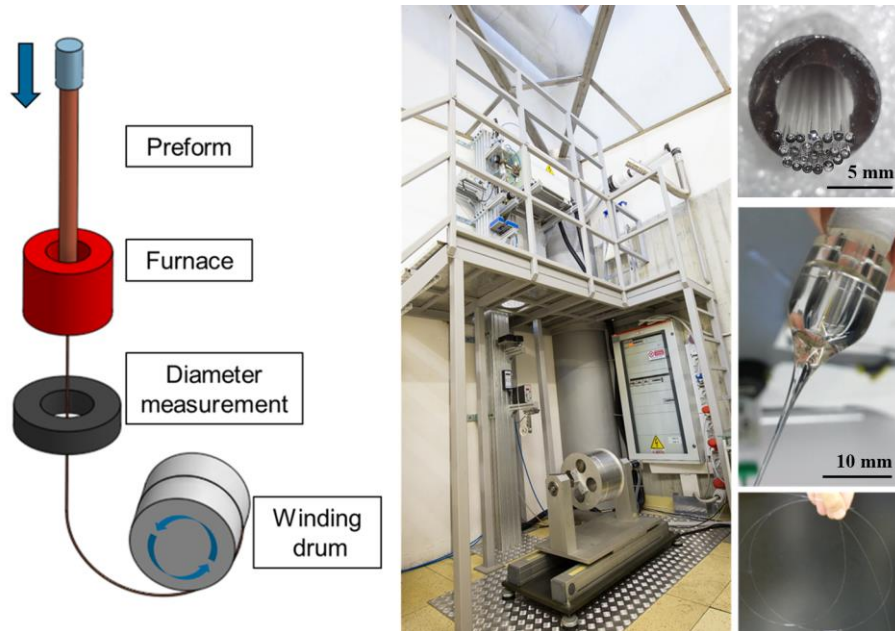 Preform
Furnace
Diameter
measurement
Winding
drum
5 mm
10 mm